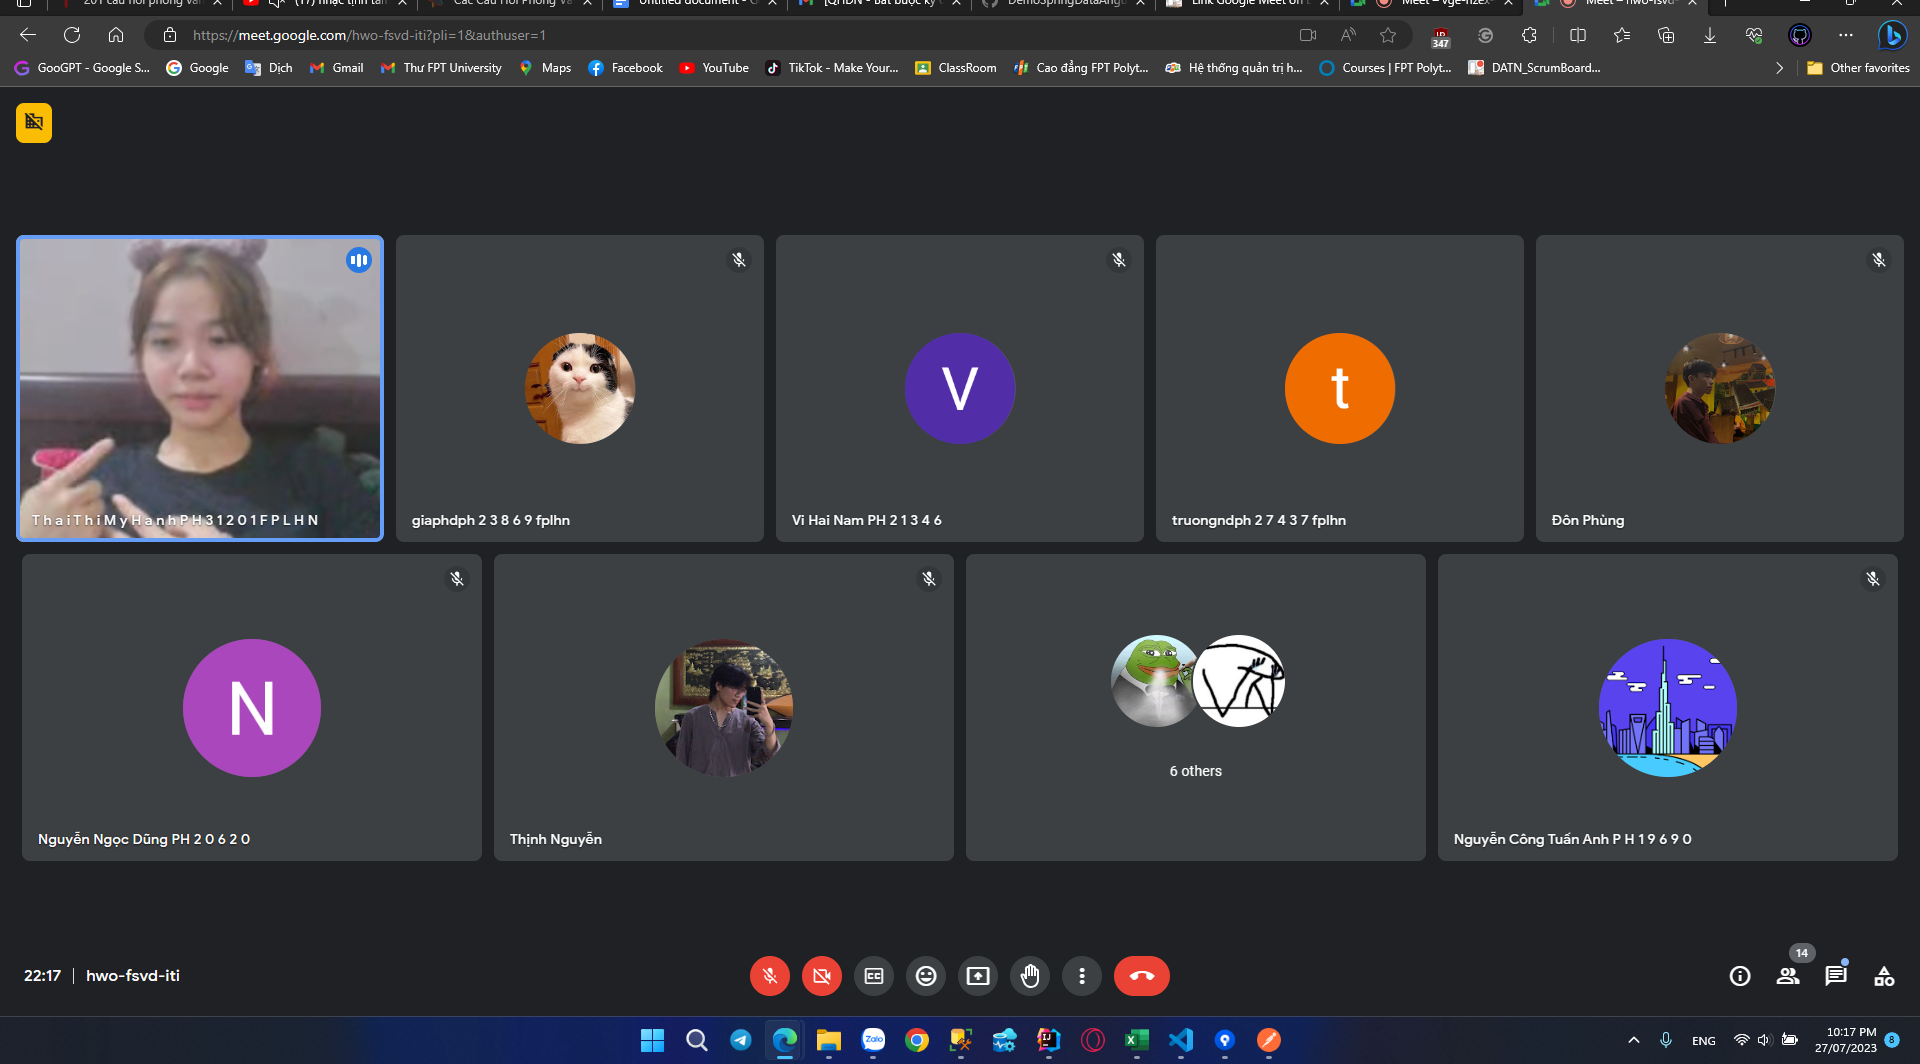 201 câu hỏi phỏng vấn
(17) nhạc tịnh tâm
Các Câu Hỏi Phỏng Vấ
Untitled document - G
[QHDN - Bắt buộc kỳ
DemoSpringDataAng
Link Google Meet
Meet – vge-nzex-
Meet – hwo-fsvd-
https://meet.google.com/hwo-fsvd-iti?pli=1&authuser=1
347
GooGPT - Google S...
Google
Dịch
Gmail
Thư FPT University
Maps
Facebook
YouTube
TikTok - Make Your...
ClassRoom
Cao đẳng FPT Polyt...
Hệ thống quản trị h...
Courses | FPT Polyt...
DATN_ScrumBoard...
Other favorites
ThaiThiMyHanhPH31201FPLHN
giaphdph 2 3 8 6 9 fplhn
V
Vi Hai Nam PH 2 1 3 4 6
t
truongndph 2 7 4 3 7 fplhn
Đôn Phùng
N
Nguyễn Ngọc Dũng PH 2 0 6 2 0
Thịnh Nguyễn
6 others
Nguyễn Công Tuấn Anh P H 1 9 6 9 0
22:17 | hwo-fsvd-iti
CC
14
Zalo
ENG
10:17 PM
27/07/2023
8